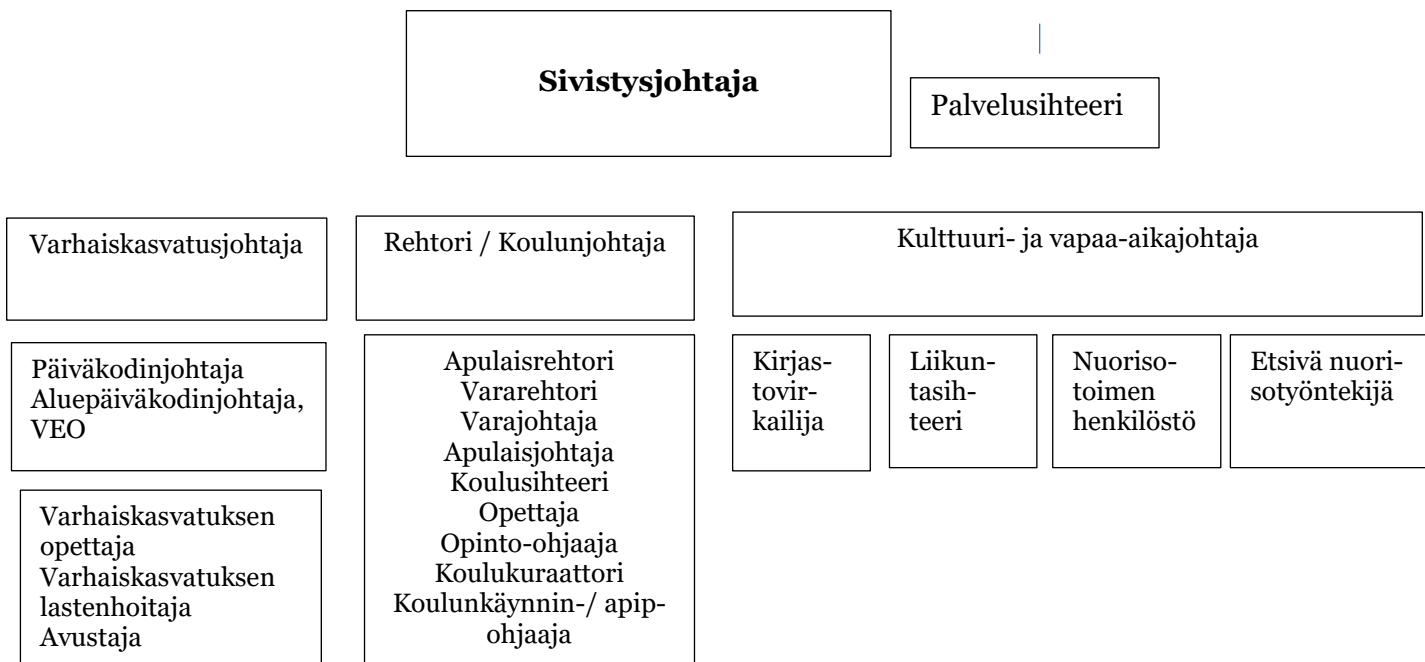 Sivistysjohtaja
Palvelusihteeri
Varhaiskasvatusjohtaja
Rehtori / Koulunjohtaja
Kulttuuri- ja vapaa-aikajohtaja
Päiväkodinjohtaja
Aluepäiväkodinjohtaja,
VEO
Varhaiskasvatuksen
opettaja
Varhaiskasvatuksen
lastenhoitaja
Avustaja
Apulaisrehtori
Vararehtori
Varajohtaja
Apulaisjohtaja
Koulusihteeri
Opettaja
Opinto-ohjaaja
Koulukuraattori
Koulunkäynnin-/ apip-
ohjaaja
Kirjas-
tovir-
kailija
Liikun-
tasih-
teeri
Nuoriso-
toimen
henkilöstö
Etsivä nuori-
sotyöntekijä